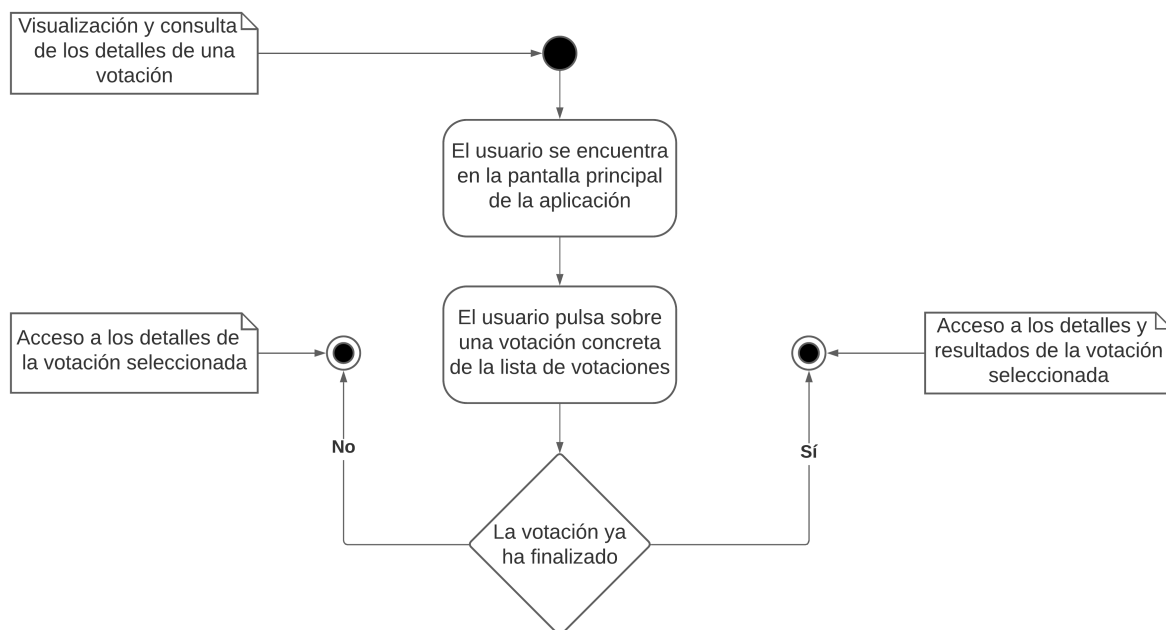 Visualización y consulta
de los detalles de una
votación
El usuario se encuentra
en la pantalla principal
de la aplicación
El usuario pulsa sobre
una votación concreta
de la lista de votaciones
Acceso a los detalles de
la votación seleccionada
Acceso a los detalles y
resultados de la votación
seleccionada
No
Sí
La votación ya
ha finalizado